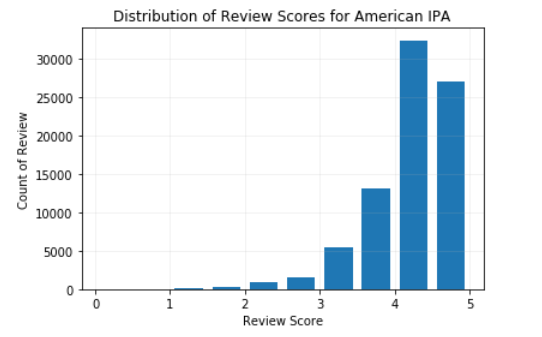 Distribution of Review Scores for American IPA
Count of Review
30000
25000
20000
15000
10000
5000
0
0 1 2 3 4 5
Review Score